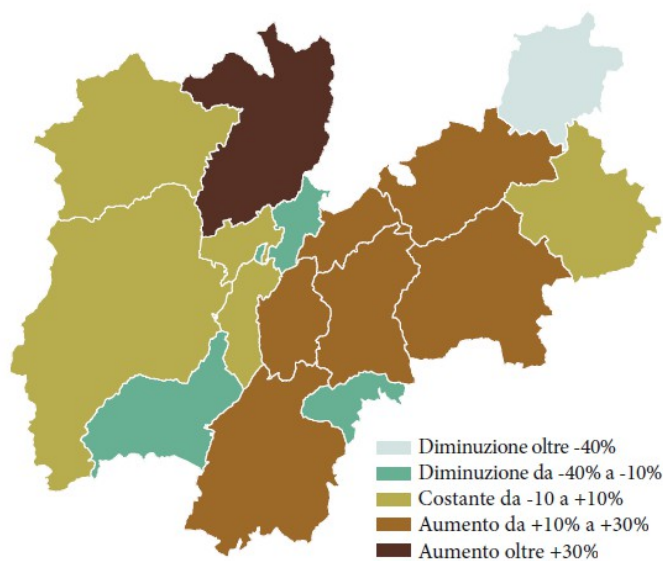 Diminuzione oltre -40%
Diminuzione da -40% a -10%
Costante da -10 a +10%
Aumento da +10% a +30%
Aumento oltre +30%